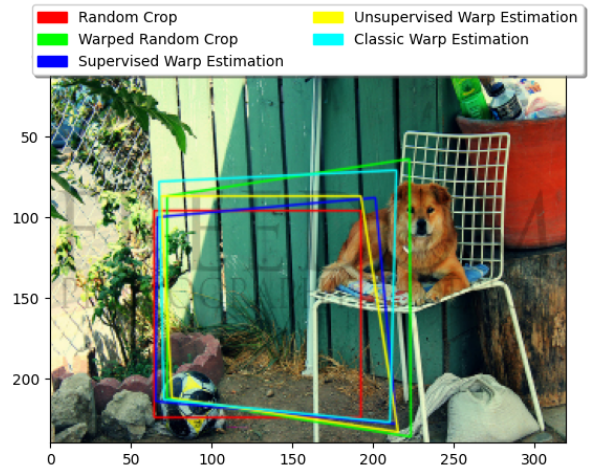 Random Crop
Warped Random Crop
Supervised Warp Estimation
Unsupervised Warp Estimation
Classic Warp Estimation
50
100
150
200
0 50 100 150 200 250 300